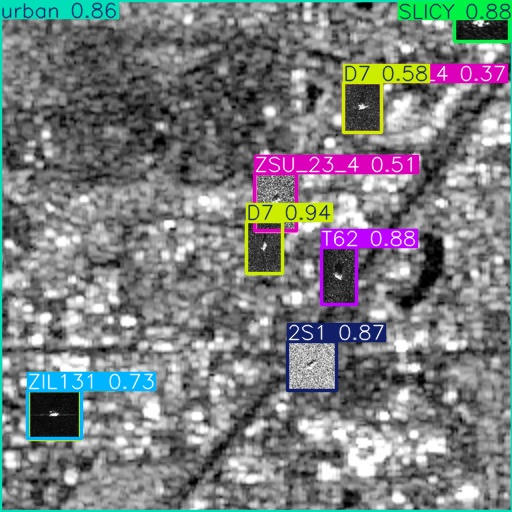 urban 0.86
SLICY 0.88
D7 0.58
_4 0.37
ZSU_23_4 0.51
D7 0.94
T62 0.88
2S1 0.87
ZIL131 0.73